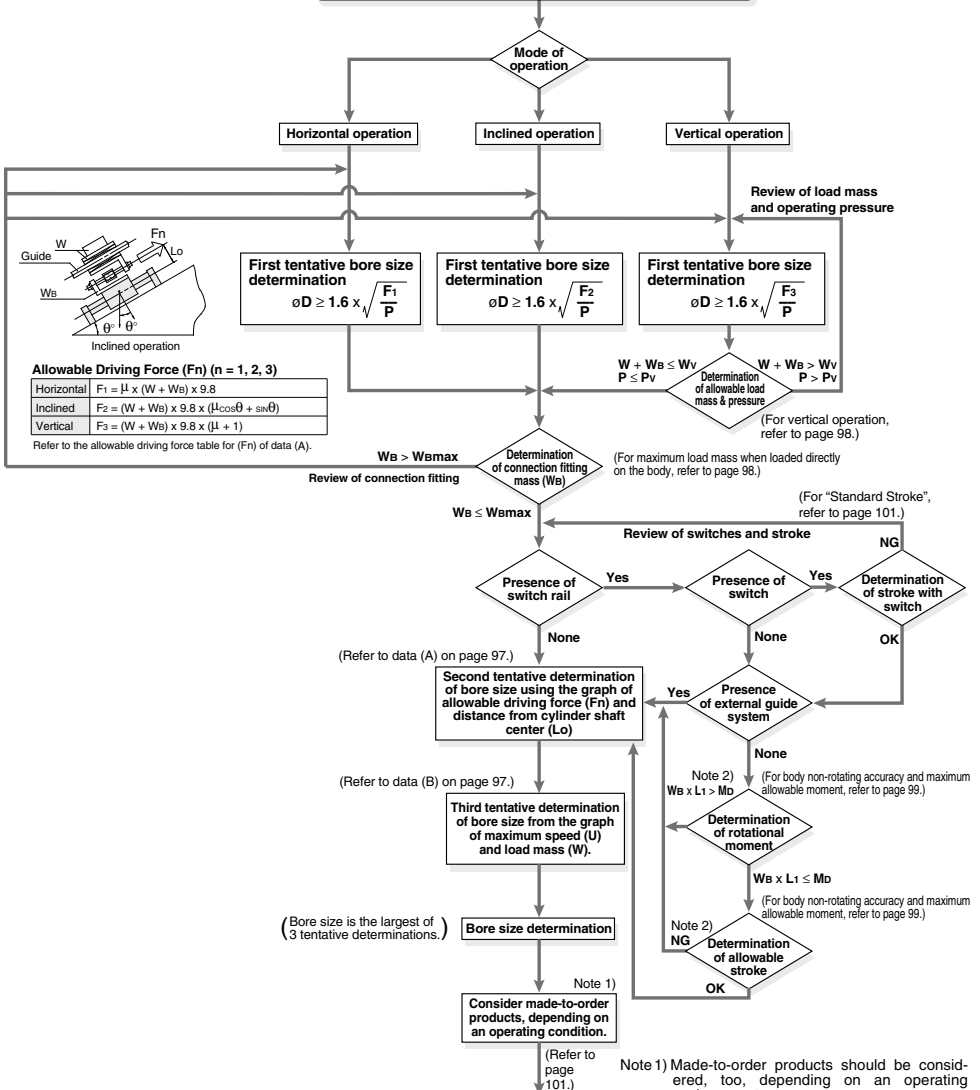 Mode of
operation
Horizontal operation
Inclined operation
Vertical operation
Review of load mass
and operating pressure
W
Fn
Lo
Guide
WB
θ° θ°
Inclined operation
First tentative bore size
determination
øD ≥ 1.6 x √ F1
P
First tentative bore size
determination
øD ≥ 1.6 x √ F2
P
First tentative bore size
determination
øD ≥ 1.6 x √ F3
P
Allowable Driving Force (Fn) (n = 1, 2, 3)
Horizontal F1 = μ x (W + WB) x 9.8
Inclined F2 = (W + WB) x 9.8 x (μcosθ + sinθ)
Vertical F3 = (W + WB) x 9.8 x (μ + 1)
Refer to the allowable driving force table for (Fn) of data (A).
W + WB ≤ WV
P ≤ PV
Determination
of allowable load
mass & pressure
W + WB > WV
P > PV
(For vertical operation,
refer to page 98.)
WB > WBmax
Review of connection fitting
Determination
of connection fitting
mass (WB)
(For maximum load mass when loaded directly
on the body, refer to page 98.)
WB ≤ WBmax
(For “Standard Stroke”,
refer to page 101.)
Review of switches and stroke
NG
Presence of
switch rail
Yes
Presence of
switch
Yes
Determination
of stroke with
switch
None
None
OK
(Refer to data (A) on page 97.)
Second tentative determination
of bore size using the graph of
allowable driving force (Fn) and
distance from cylinder shaft
center (Lo)
Yes
Presence
of external guide
system
None
(Refer to data (B) on page 97.)
Note 2)
WB x L1 > MD
(For body non-rotating accuracy and maximum
allowable moment, refer to page 99.)
Third tentative determination
of bore size from the graph
of maximum speed (U)
and load mass (W).
Determination
of rotational
moment
WB x L1 ≤ MD
(For body non-rotating accuracy and maximum
allowable moment, refer to page 99.)
(Bore size is the largest of
3 tentative determinations.)
Bore size determination
Note 2)
NG
Determination
of allowable
stroke
OK
Note 1)
Consider made-to-order
products, depending on
an operating condition.
(Refer to
page
101.)
Note 1) Made-to-order products should be consid-
ered, too, depending on an operating